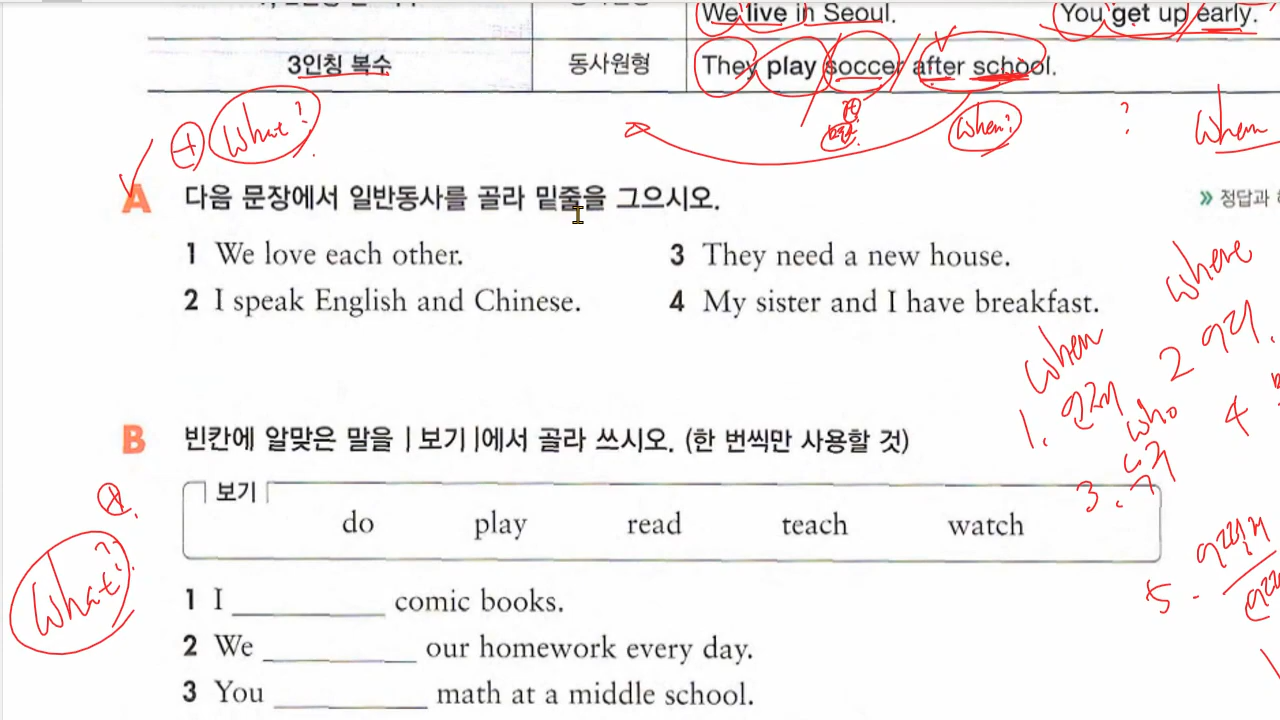 We live in Seoul. You get up early.
3인칭 복수 동사원형 They play soccer after school.
+ What? When? ? When
A 다음 문장에서 일반동사를 골라 밑줄을 그으시오. » 정답과
1 We love each other. 3 They need a new house.
2 I speak English and Chinese. 4 My sister and I have breakfast.
where
when 2 어디.
1. 언제 who 4
B 빈칸에 알맞은 말을 | 보기 |에서 골라 쓰시오. (한 번씩만 사용할 것)
3. 누가
보기
do play read teach watch
What?
5.
1 I ________ comic books.
2 We ________ our homework every day.
3 You ________ math at a middle school.